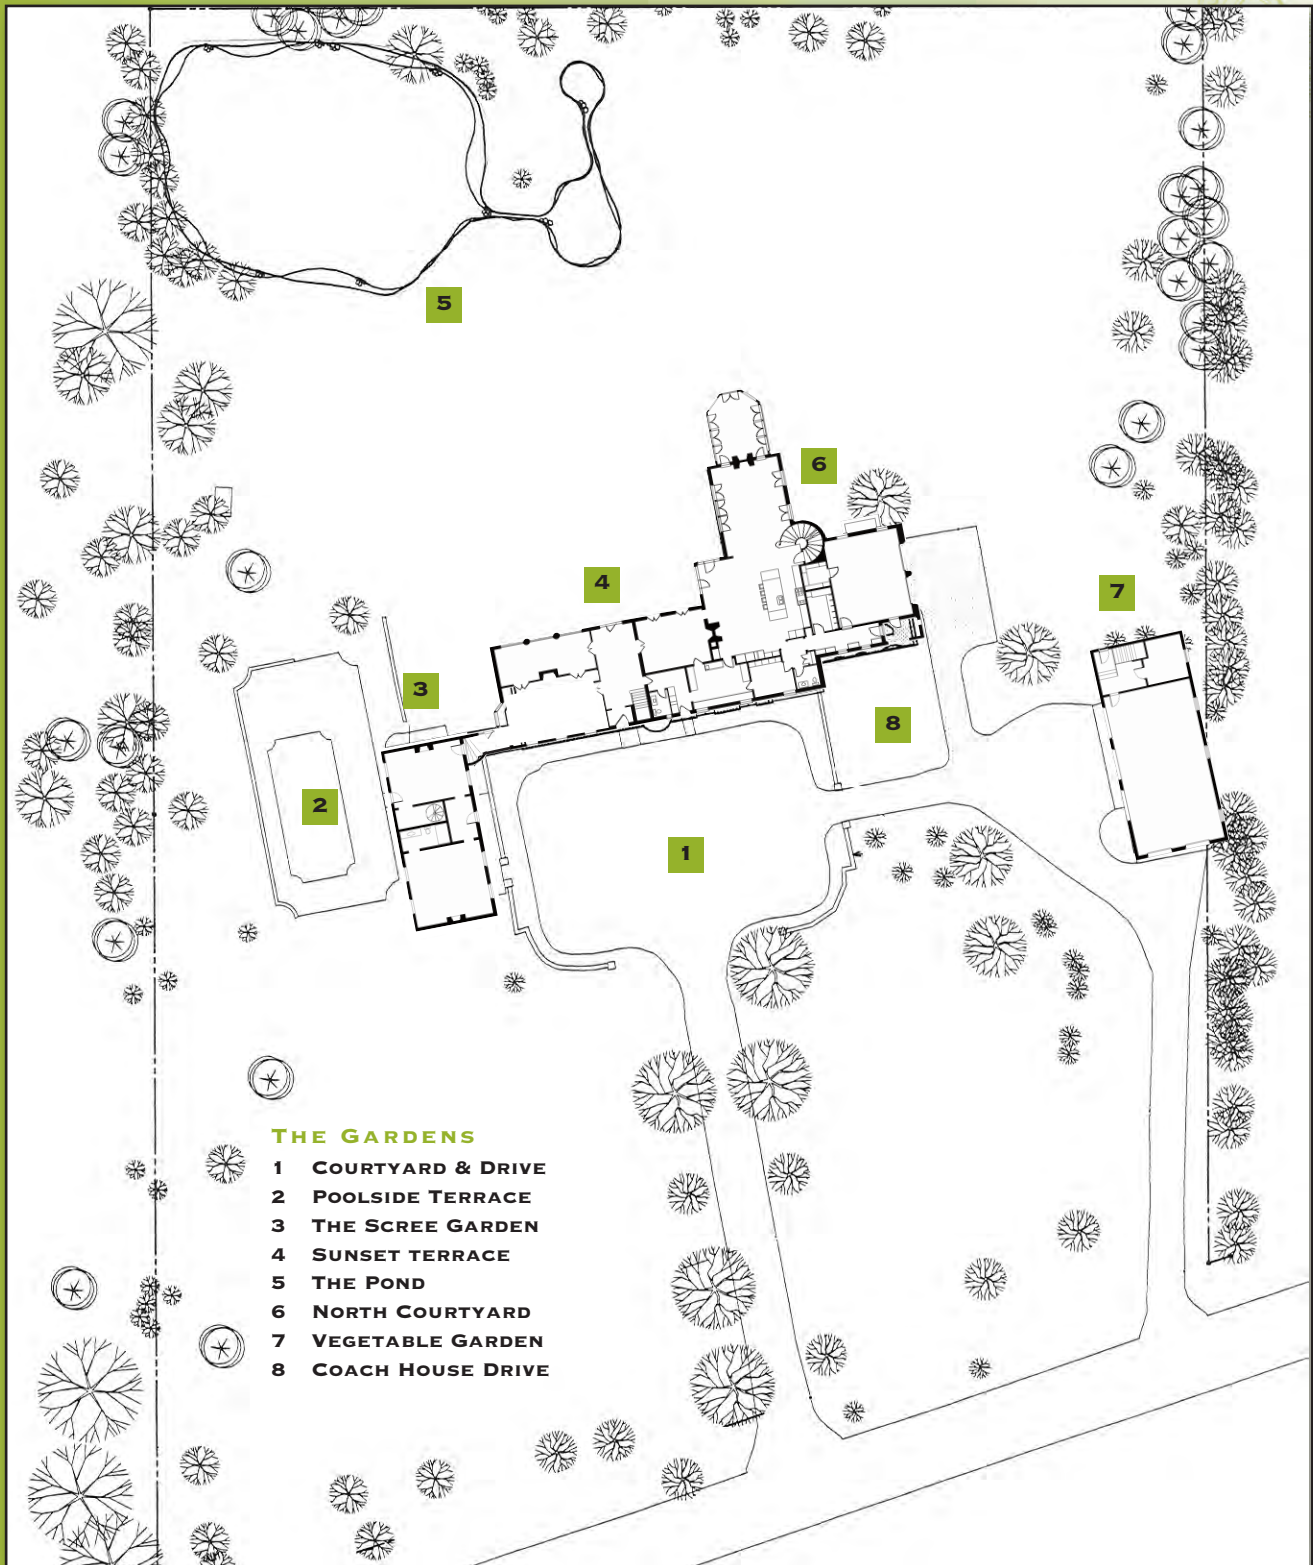 5
6
4
7
3
8
2
1
THE GARDENS
1 COURTYARD & DRIVE
2 POOLSIDE TERRACE
3 THE SCREE GARDEN
4 SUNSET TERRACE
5 THE POND
6 NORTH COURTYARD
7 VEGETABLE GARDEN
8 COACH HOUSE DRIVE